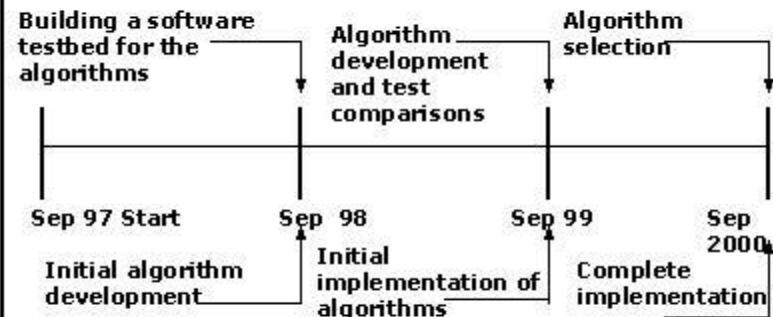 Building a software
testbed for the
algorithms
Algorithm
development
and test
comparisons
Algorithm
selection
Sep 97 Start
Sep 98
Sep 99
Sep
2000
Initial algorithm
development
Initial
implementation of
algorithms
Complete
implementation